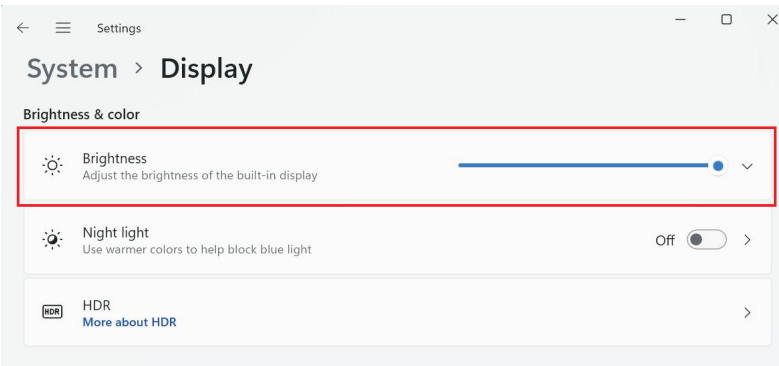 Settings
System > Display
Brightness & color
Brightness
Adjust the brightness of the built-in display
Night light
Use warmer colors to help block blue light
Off
HDR
HDR
More about HDR